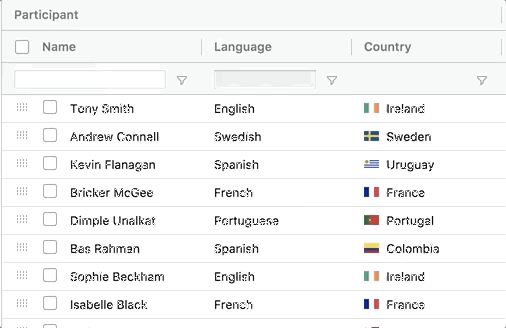 Participant
Name Language Country
Tony Smith English Ireland
Andrew Connell Swedish Sweden
Kevin Flanagan Spanish Uruguay
Bricker McGee French France
Dimple Unalkat Portuguese Portugal
Bas Rahman Spanish Colombia
Sophie Beckham English Ireland
Isabelle Black French France